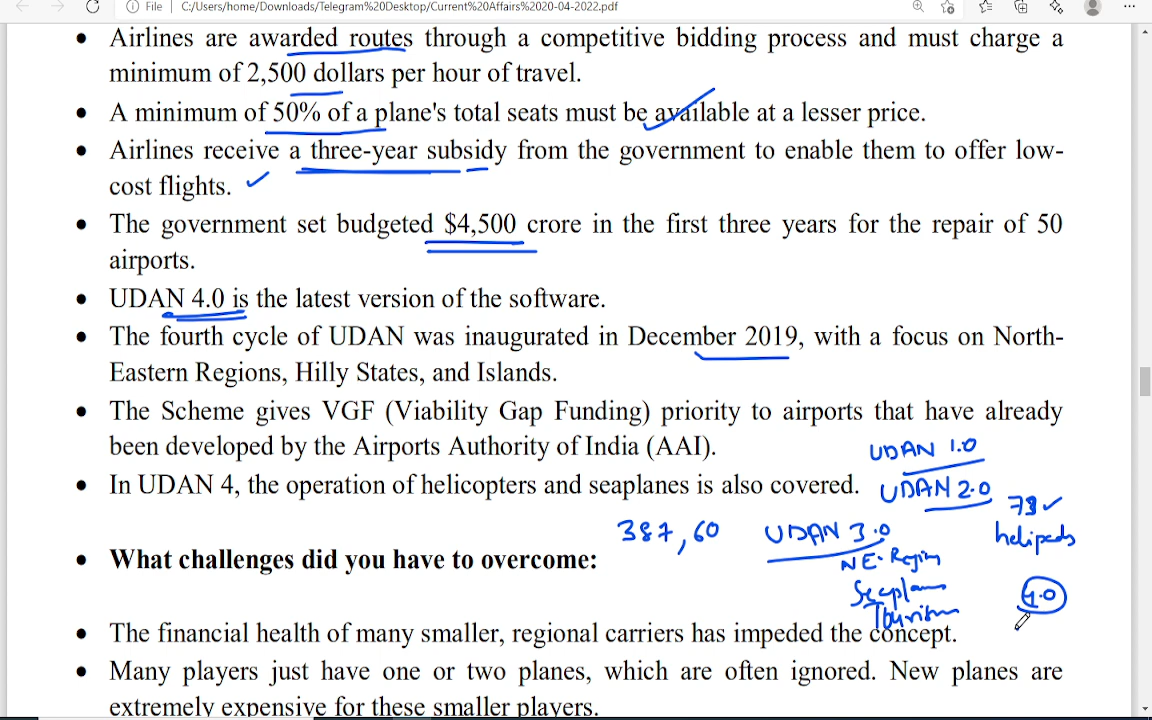 File | C:/Users/home/Downloads/Telegram%20Desktop/Current%20Affairs%2020-04-2022.pdf
• Airlines are awarded routes through a competitive bidding process and must charge a
minimum of 2,500 dollars per hour of travel.
• A minimum of 50% of a plane's total seats must be available at a lesser price.
• Airlines receive a three-year subsidy from the government to enable them to offer low-
cost flights.
• The government set budgeted $4,500 crore in the first three years for the repair of 50
airports.
• UDAN 4.0 is the latest version of the software.
• The fourth cycle of UDAN was inaugurated in December 2019, with a focus on North-
Eastern Regions, Hilly States, and Islands.
• The Scheme gives VGF (Viability Gap Funding) priority to airports that have already
been developed by the Airports Authority of India (AAI).
UDAN 1.0
• In UDAN 4, the operation of helicopters and seaplanes is also covered.
UDAN 2.0
73
helipads
387, 60
UDAN 3.0
NE-Region
Seaplane
Tourism
4.0
• What challenges did you have to overcome:
• The financial health of many smaller, regional carriers has impeded the concept.
• Many players just have one or two planes, which are often ignored. New planes are
extremely expensive for these smaller players.